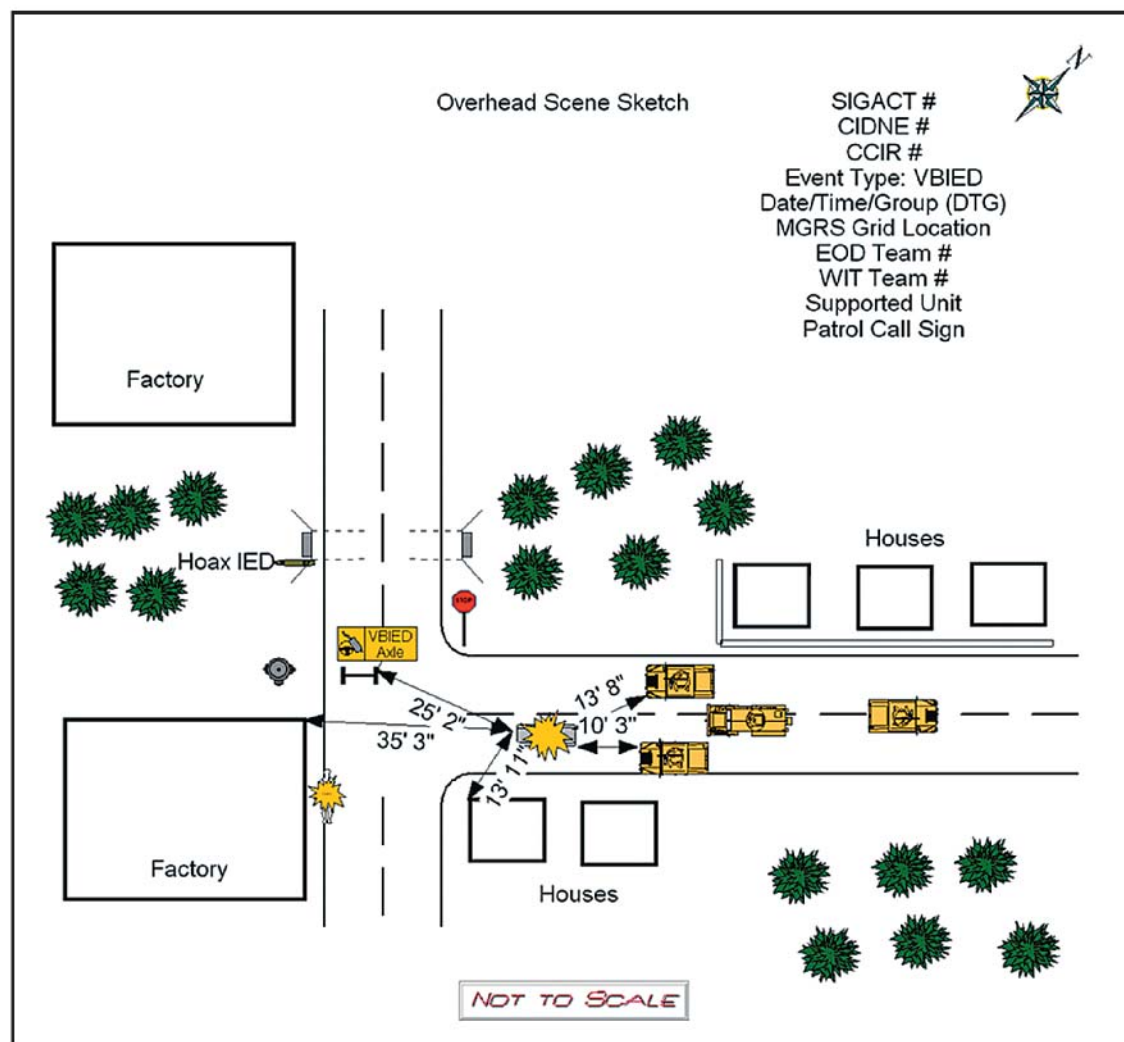 N
Overhead Scene Sketch
SIGACT #
CIDNE #
CCIR #
Event Type: VBIED
Date/Time/Group (DTG)
MGRS Grid Location
EOD Team #
WIT Team #
Supported Unit
Patrol Call Sign
Factory
Hoax IED
Houses
STOP
VBIED
Axle
13' 8"
25' 2"
10' 3"
35' 3"
13' 11"
Factory
Houses
NOT TO SCALE